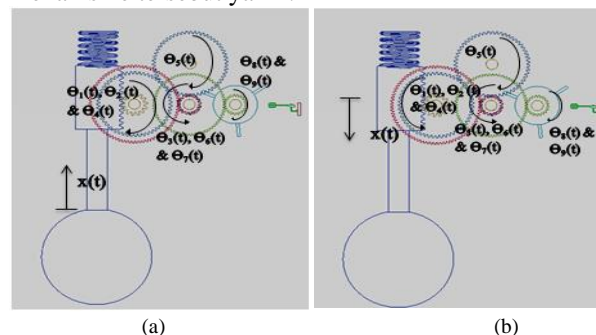 Θ₅(t)
Θ₈(t) &
Θ₉(t)
Θ₁(t), Θ₂(t)
& Θ₄(t)
Θ₃(t), Θ₆(t)
& Θ₇(t)
x(t)
(a)
Θ₅(t)
Θ₁(t), Θ₂(t)
& Θ₄(t)
x(t)
Θ₃(t), Θ₆(t)
& Θ₇(t)
Θ₈(t) &
Θ₉(t)
(b)